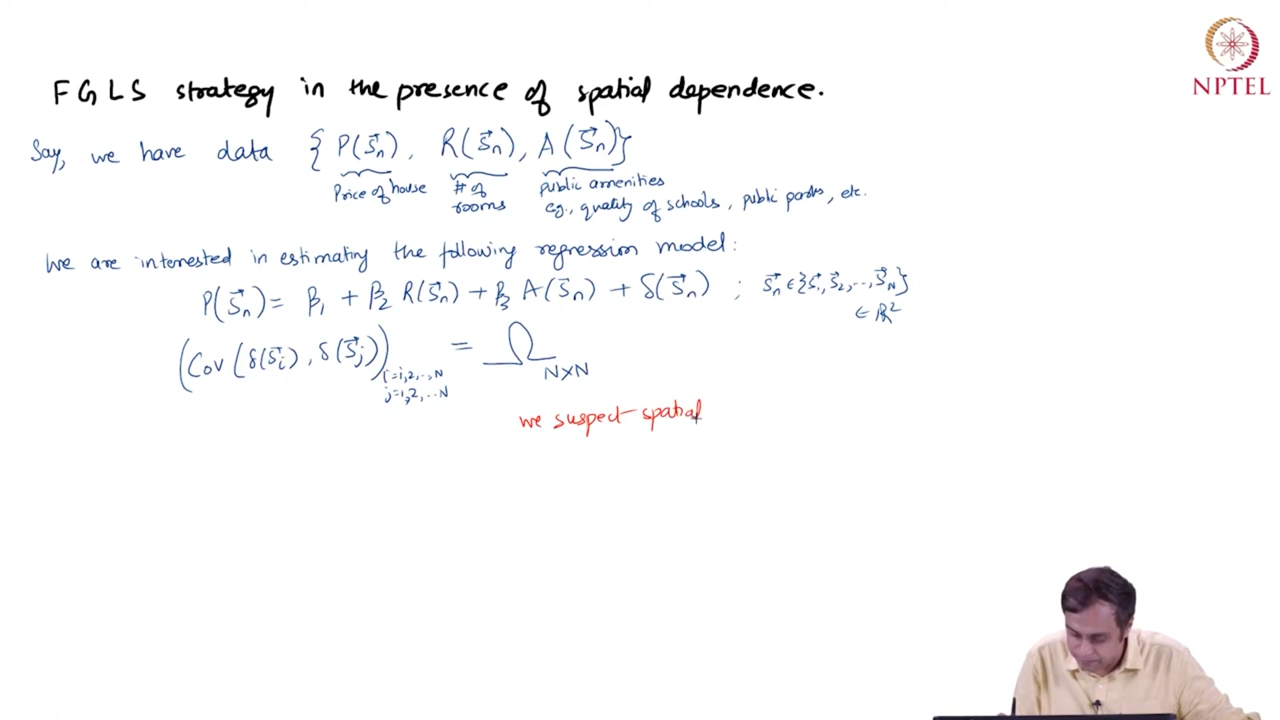 NPTEL
FGLS strategy in the presence of spatial dependence.
Say, we have data { P(s⃗n), R(s⃗n), A(s⃗n)}
Price of house # of rooms public amenities
e.g., quality of schools, public parks, etc.
We are interested in estimating the following regression model:
P(s⃗n) = β₁ + β₂ R(s⃗n) + β₃ A(s⃗n) + δ(s⃗n) ; s⃗n ∈ {s⃗₁, s⃗₂, .., s⃗N}
∈ R²
(Cov(δ(s⃗i), δ(s⃗j))) i=1,2,..,N = Ω N×N
j=1,2,...N
we suspect spatial